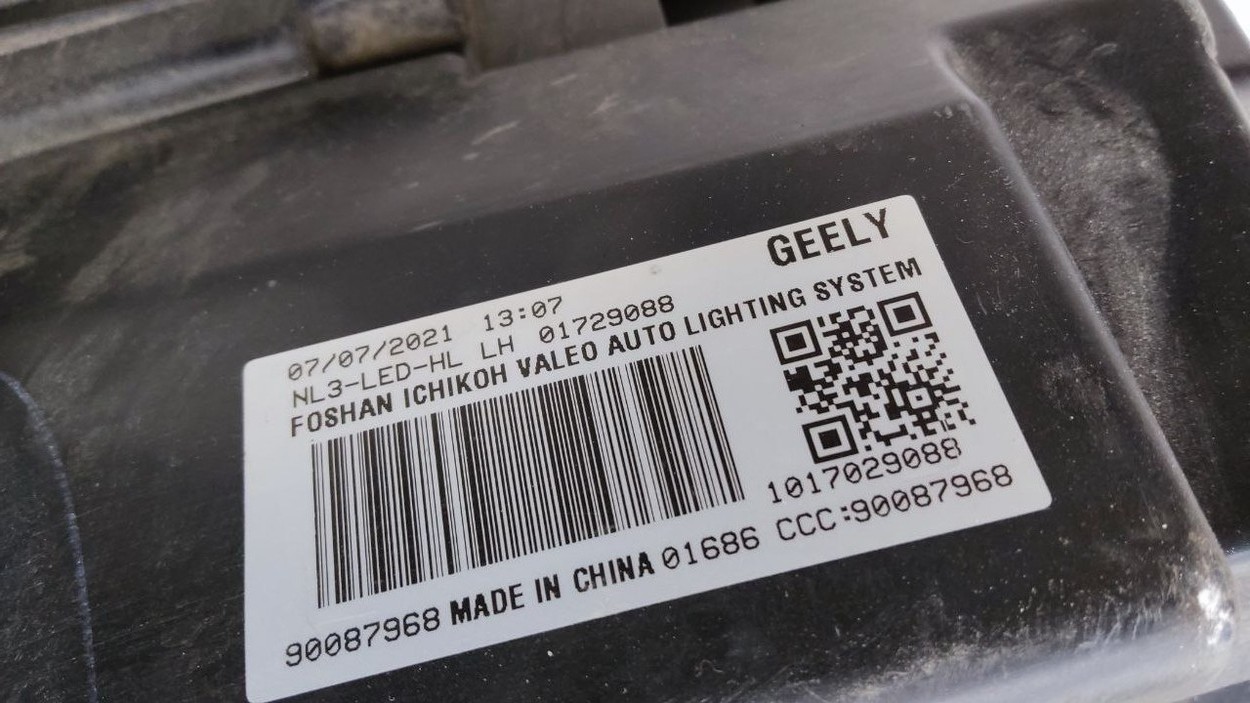 GEELY
07/07/2021 13:07
NL3-LED-HL LH 01729088
FOSHAN ICHIKOH VALEO AUTO LIGHTING SYSTEM
1017029088
90087968 MADE IN CHINA 01686 CCC:90087968